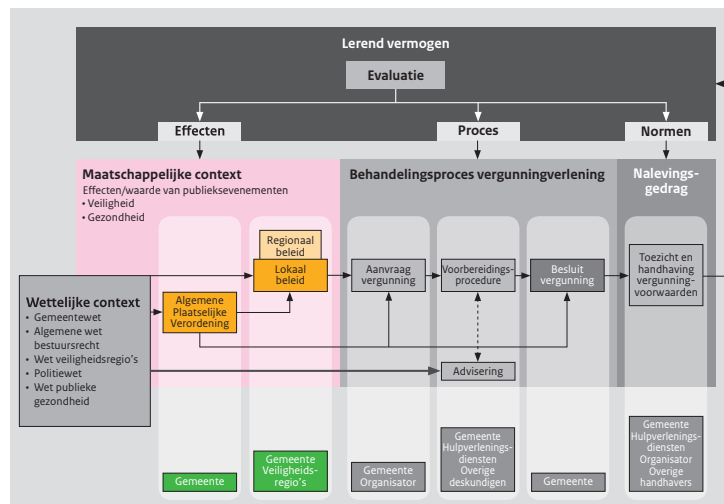 Lerend vermogen
Evaluatie
Effecten
Proces
Normen
Maatschappelijke context
Effecten/waarde van publieksevenementen
• Veiligheid
• Gezondheid
Behandelingsproces vergunningverlening
Nalevings-
gedrag
Regionaal
beleid
Lokaal
beleid
Aanvraag
vergunning
Voorbereidings-
procedure
Besluit
vergunning
Toezicht en
handhaving
vergunning-
voorwaarden
Wettelijke context
• Gemeentewet
• Algemene wet
bestuursrecht
• Wet veiligheidsregio's
• Politiewet
• Wet publieke
gezondheid
Algemene
Plaatselijke
Verordening
Advisering
Gemeente
Gemeente
Veiligheids-
regio's
Gemeente
Organisator
Gemeente
Hulpverlenings-
diensten
Overige
deskundigen
Gemeente
Gemeente
Hulpverlenings-
diensten
Organisator
Overige
handhavers